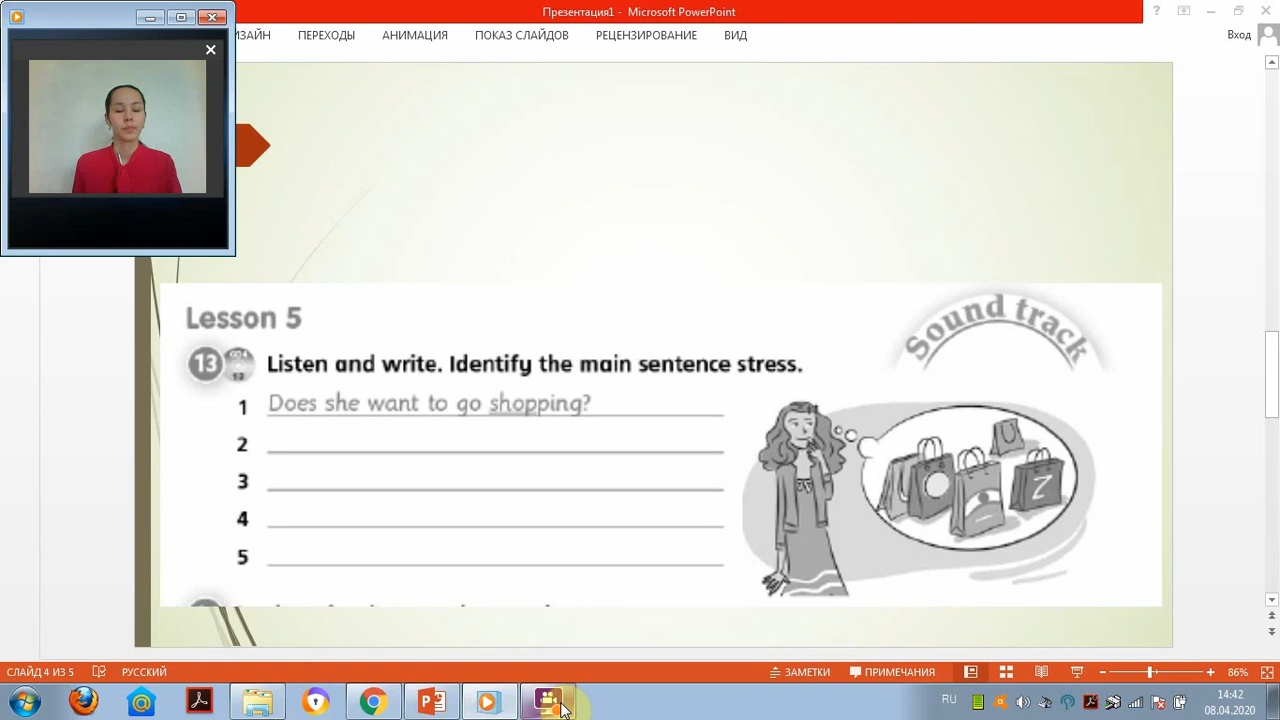 Презентация1 - Microsoft PowerPoint
ИЗАЙН ПЕРЕХОДЫ АНИМАЦИЯ ПОКАЗ СЛАЙДОВ РЕЦЕНЗИРОВАНИЕ ВИД Вход
Sound track
Lesson 5
13 Listen and write. Identify the main sentence stress.
1 Does she want to go shopping?
2
3
4
5
СЛАЙД 4 ИЗ 5 РУССКИЙ ЗАМЕТКИ ПРИМЕЧАНИЯ 86%
RU 14:42
08.04.2020